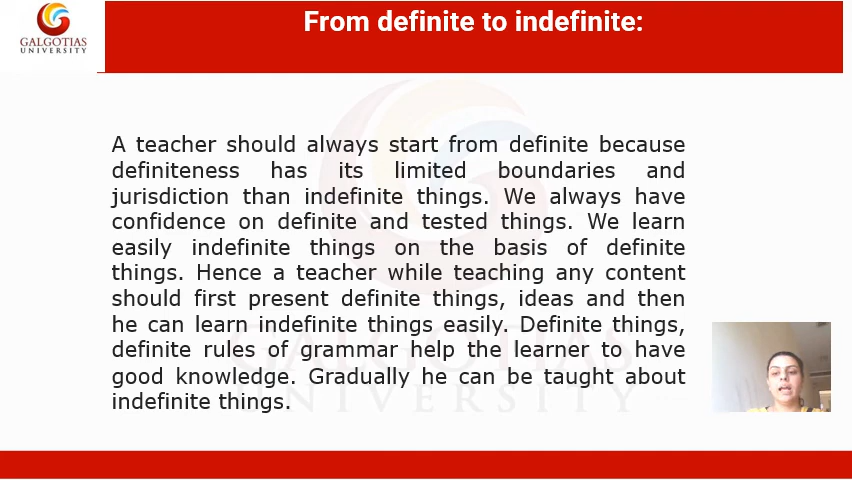 GALGOTIAS
UNIVERSITY
From definite to indefinite:
A teacher should always start from definite because
definiteness has its limited boundaries and
jurisdiction than indefinite things. We always have
confidence on definite and tested things. We learn
easily indefinite things on the basis of definite
things. Hence a teacher while teaching any content
should first present definite things, ideas and then
he can learn indefinite things easily. Definite things,
definite rules of grammar help the learner to have
good knowledge. Gradually he can be taught about
indefinite things.
GALGOTIAS
UNIVERSITY